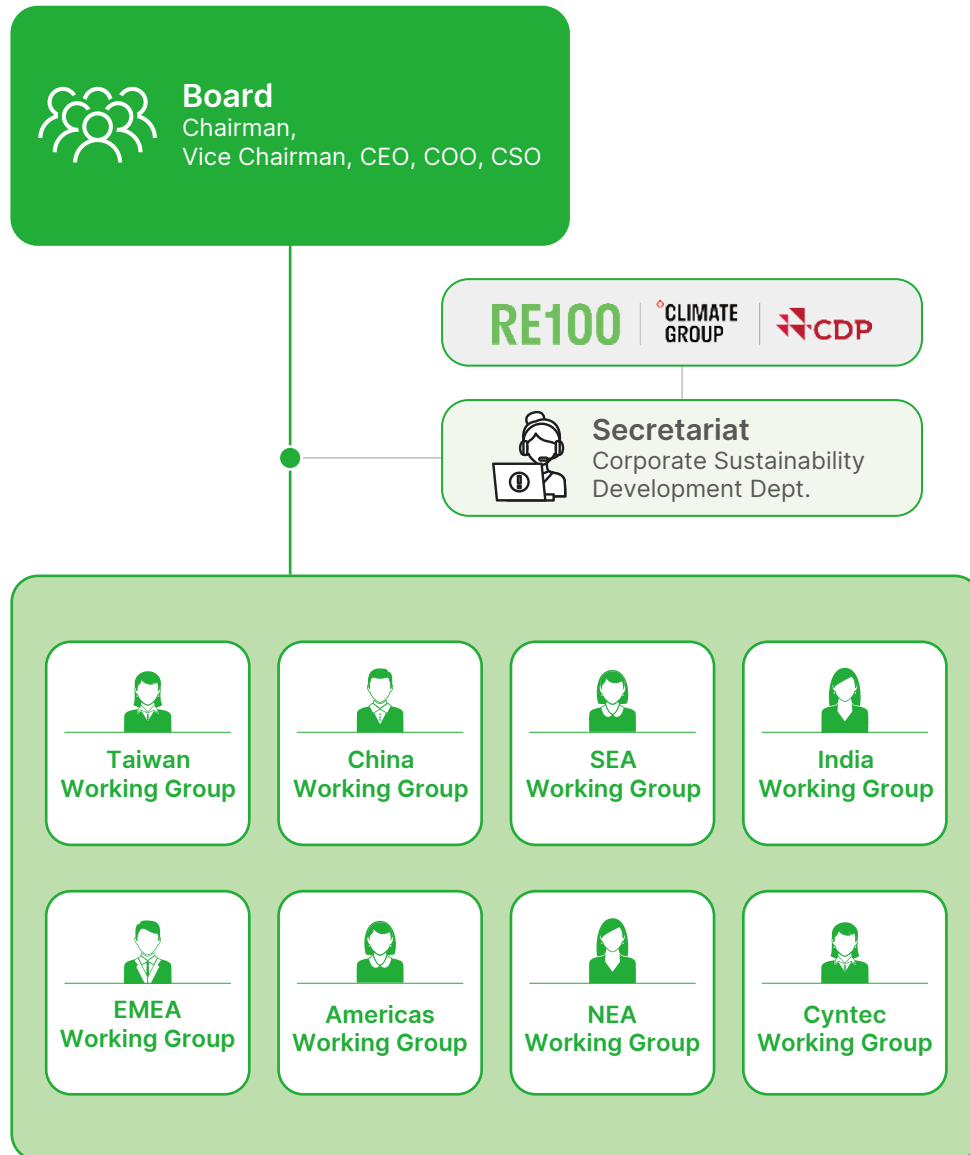 Board
Chairman,
Vice Chairman, CEO, COO, CSO
RE100
CLIMATE
GROUP
CDP
Secretariat
Corporate Sustainability
Development Dept.
Taiwan
Working Group
China
Working Group
SEA
Working Group
India
Working Group
EMEA
Working Group
Americas
Working Group
NEA
Working Group
Cyntec
Working Group